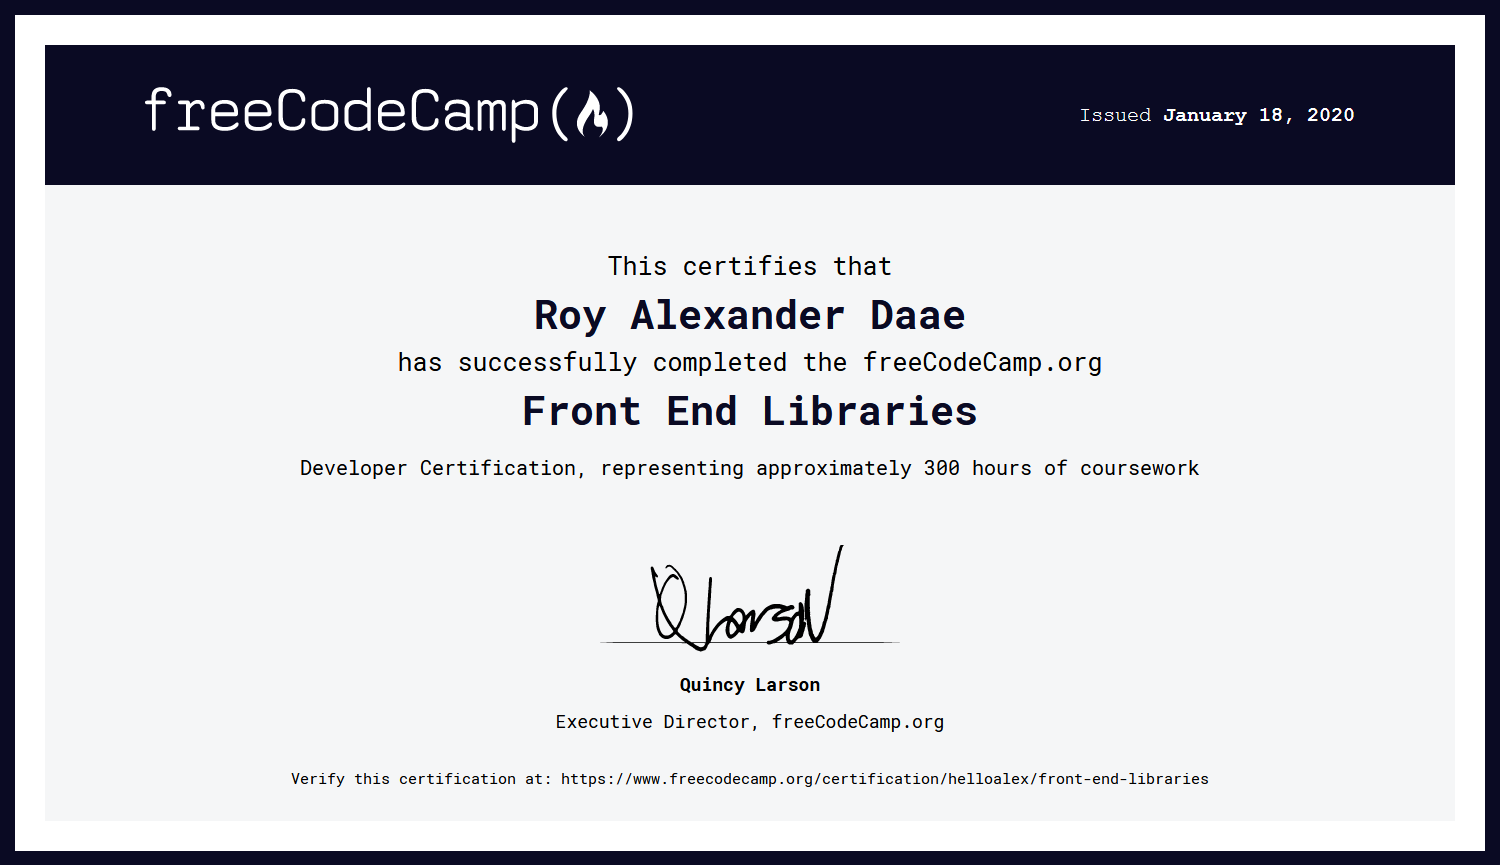 freeCodeCamp
Issued January 18, 2020
This certifies that
Roy Alexander Daae
has successfully completed the freeCodeCamp.org
Front End Libraries
Developer Certification, representing approximately 300 hours of coursework
Q Larson
Quincy Larson
Executive Director, freeCodeCamp.org
Verify this certification at: https://www.freecodecamp.org/certification/helloalex/front-end-libraries